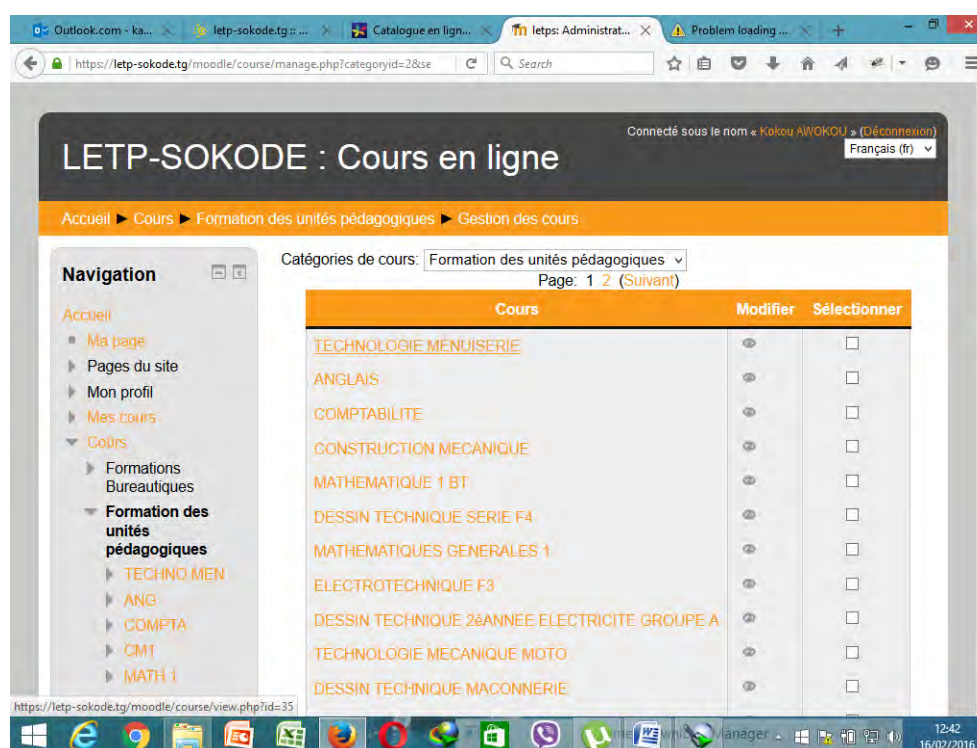 Outlook.com - ka... letp-sokode.tg :: ... Catalogue en lign... letps: Administrat... Problem loading ...
https://letp-sokode.tg/moodle/course/manage.php?categoryid=2&se Search
Connecté sous le nom « Kokou AWOKOU » (Déconnexion)
Français (fr)
LETP-SOKODE : Cours en ligne
Accueil ► Cours ► Formation des unités pédagogiques ► Gestion des cours
Navigation
Accueil
Ma page
Pages du site
Mon profil
Mes cours
Cours
Formations
Bureautiques
Formation des
unités
pédagogiques
TECHNO MEN
ANG
COMPTA
CM1
MATH 1
Catégories de cours: Formation des unités pédagogiques
Page: 1 2 (Suivant)
Cours Modifier Sélectionner
TECHNOLOGIE MENUISERIE
ANGLAIS
COMPTABILITE
CONSTRUCTION MECANIQUE
MATHEMATIQUE 1 BT
DESSIN TECHNIQUE SERIE F4
MATHEMATIQUES GENERALES 1
ELECTROTECHNIQUE F3
DESSIN TECHNIQUE 2èANNEE ELECTRICITE GROUPE A
TECHNOLOGIE MECANIQUE MOTO
DESSIN TECHNIQUE MACONNERIE
https://letp-sokode.tg/moodle/course/view.php?id=35
12:42